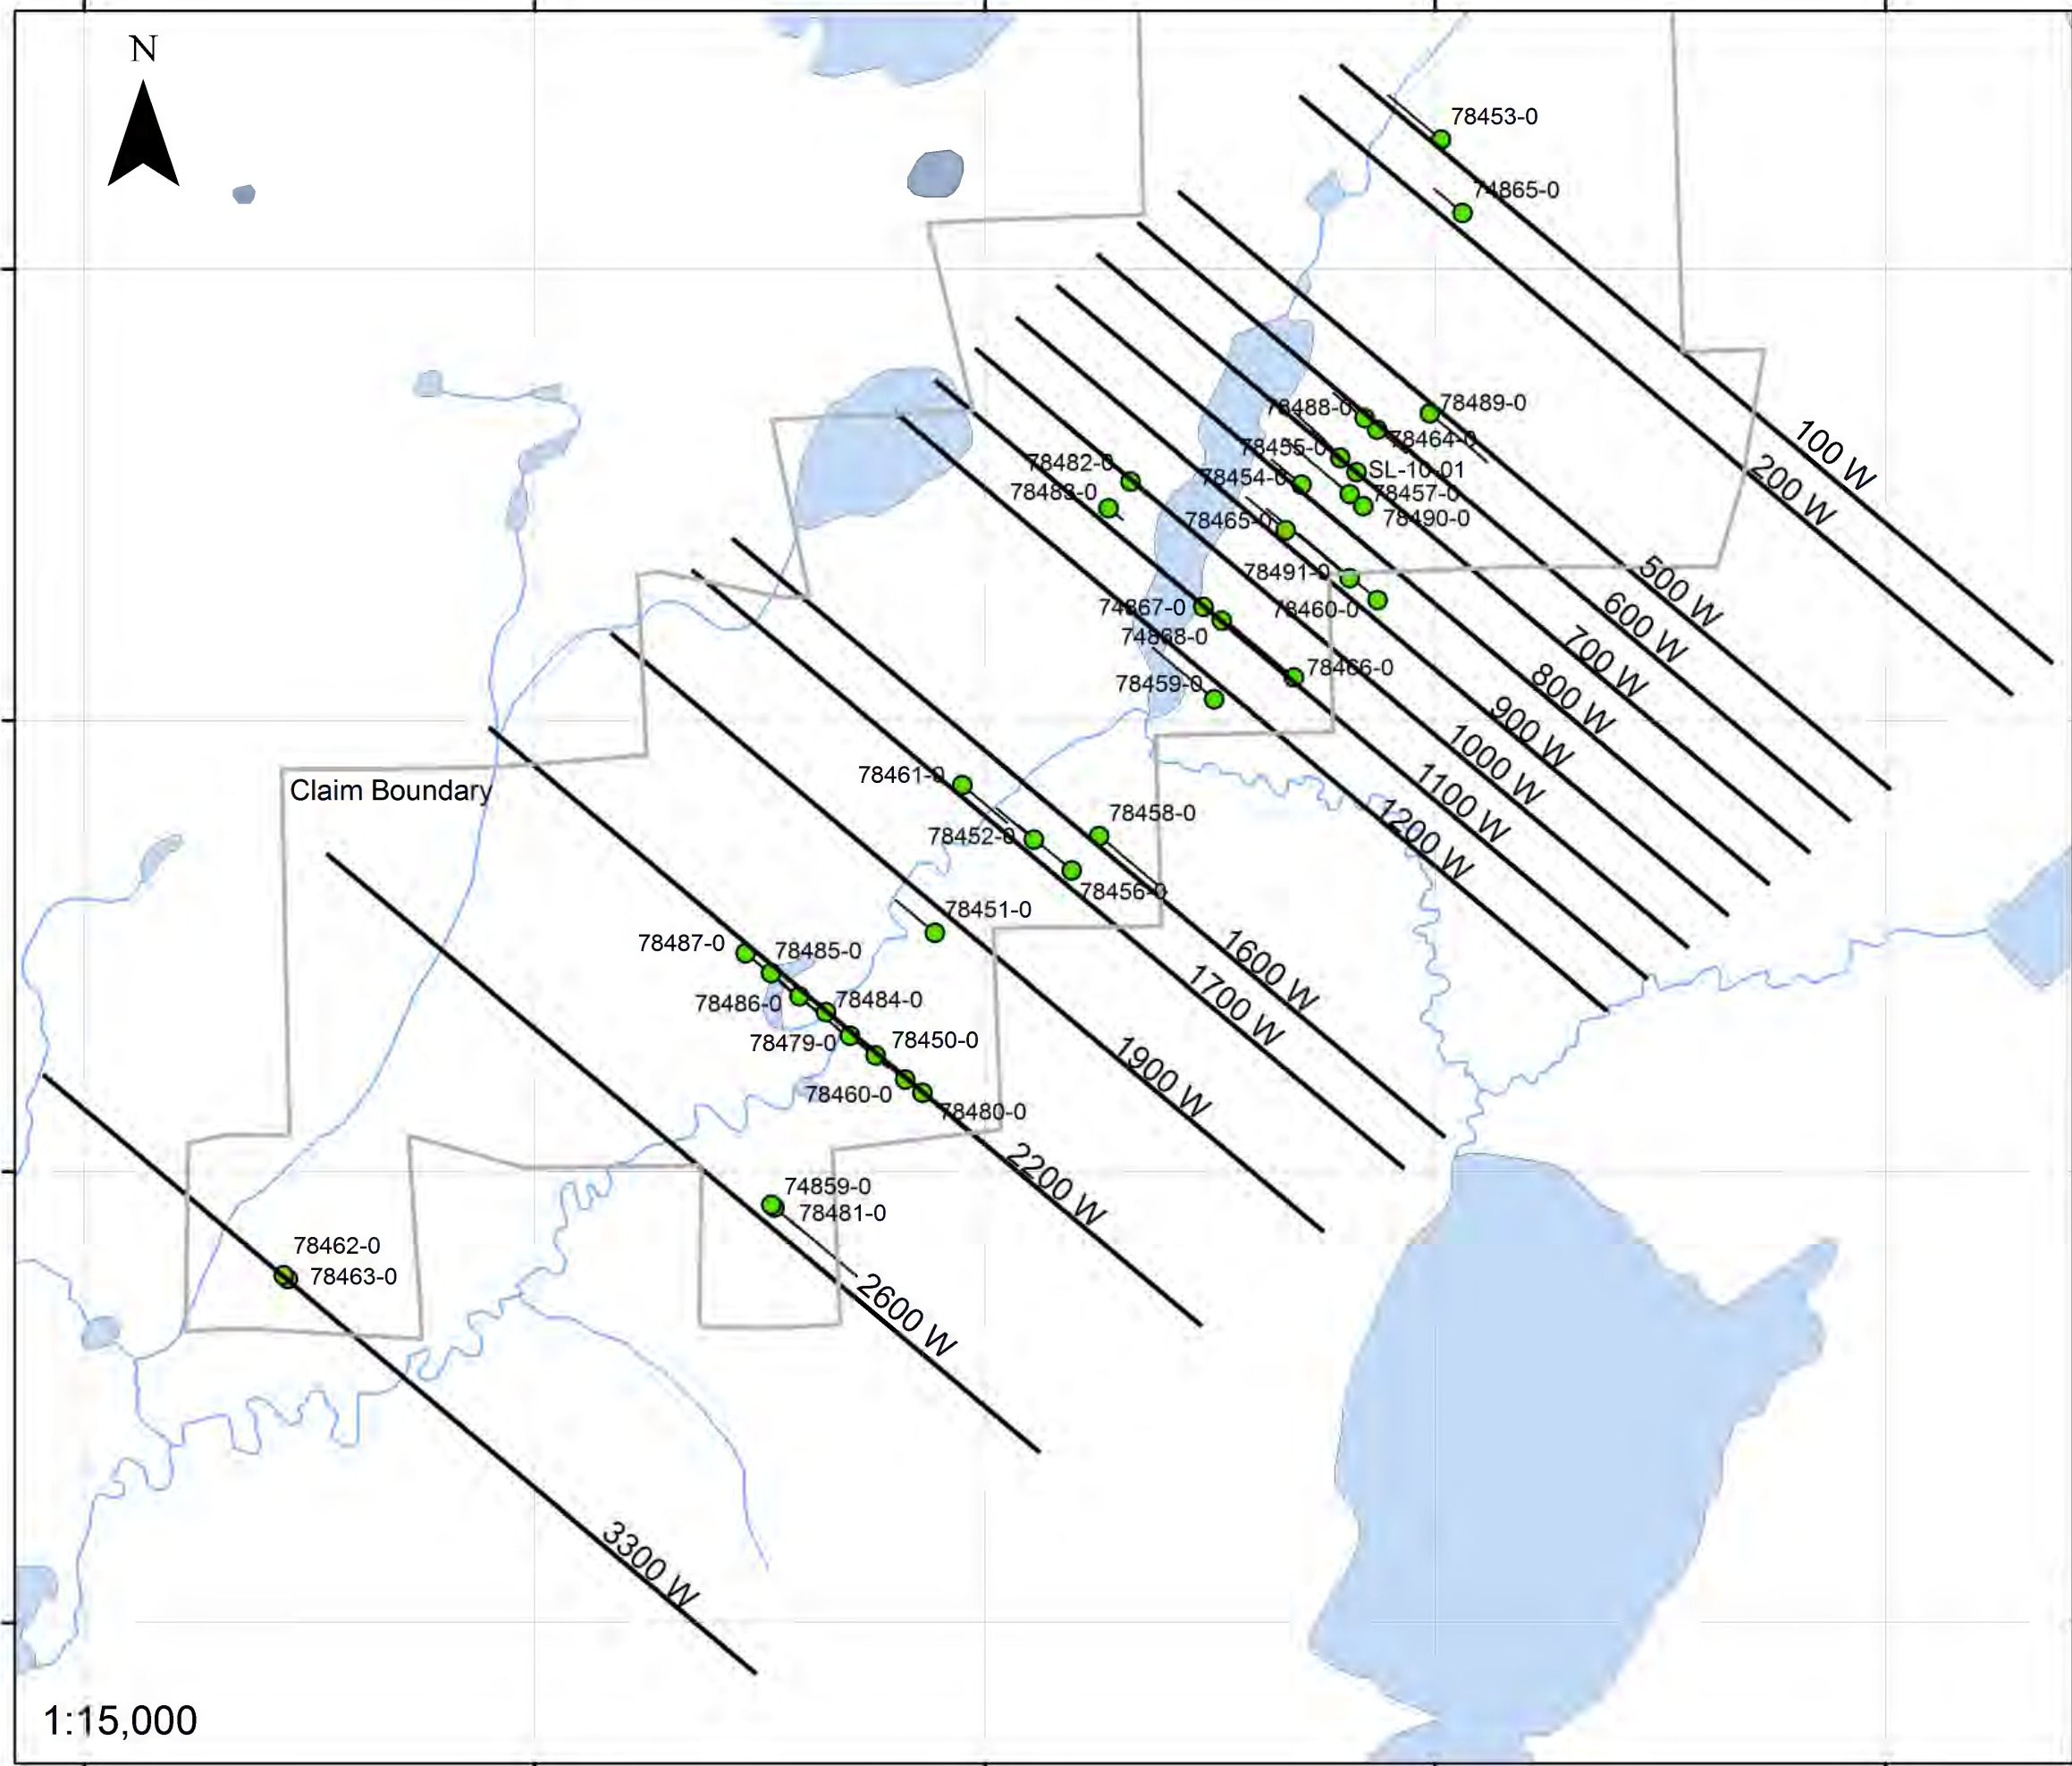 N
78453-0
74865-0
78489-0
78488-0
78464-0
78455-0
SL-10-01
78482-0
78454-0
78457-0
78483-0
78490-0
78465-0
100 W
200 W
78491-0
500 W
74867-0
78460-0
600 W
74868-0
700 W
78466-0
78459-0
800 W
900 W
78461-0
1000 W
Claim Boundary
1100 W
78458-0
78452-0
1200 W
78456-0
78451-0
78487-0
78485-0
1600 W
78486-0
78484-0
1700 W
78479-0
78450-0
1900 W
78460-0
78480-0
2200 W
74859-0
78481-0
78462-0
78463-0
2600 W
3300 W
1:15,000